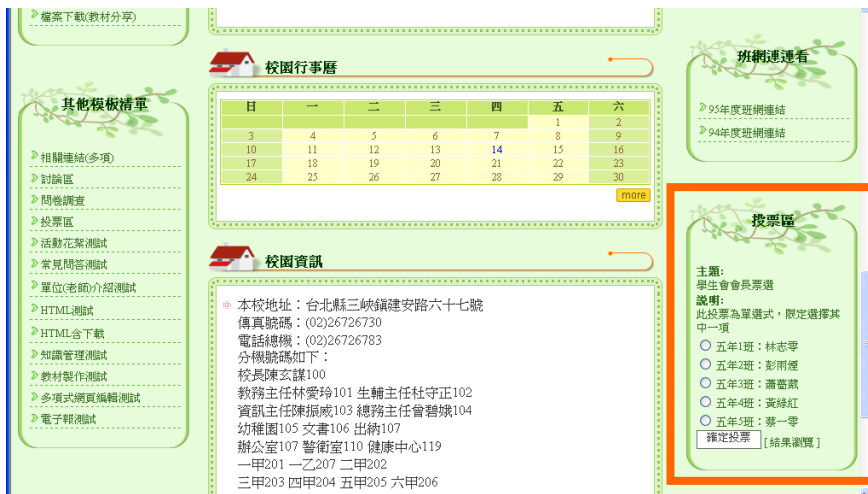 檔案下載(教材分享)
其他模板清單
相關連結(多項)
討論區
問卷調查
投票區
活動花絮測試
常見問答測試
單位(老師)介紹測試
HTML測試
HTML含下載
知識管理測試
教材製作測試
多項式網頁編輯測試
電子報測試
校園行事曆
日 一 二 三 四 五 六
1 2
3 4 5 6 7 8 9
10 11 12 13 14 15 16
17 18 19 20 21 22 23
24 25 26 27 28 29 30
more
校園資訊
本校地址：台北縣三峽鎮建安路六十七號
傳真號碼：(02)26726730
電話總機：(02)26726783
分機號碼如下：
校長陳玄謀100
教務主任林愛玲101 生輔主任杜守正102
資訊主任陳振威103 總務主任曾碧娥104
幼稚園105 文書106 出納107
辦公室107 警衛室110 健康中心119
一甲201 一乙207 二甲202
三甲203 四甲204 五甲205 六甲206
班網連連看
95年度班網連結
94年度班網連結
投票區
主題:
學生會會長票選
說明:
此投票為單選式，限定選擇其
中一項
五年1班：林志零
五年2班：彭雨煙
五年3班：蕭薔薇
五年4班：黃綠紅
五年5班：蔡一零
確定投票 [ 結果瀏覽 ]